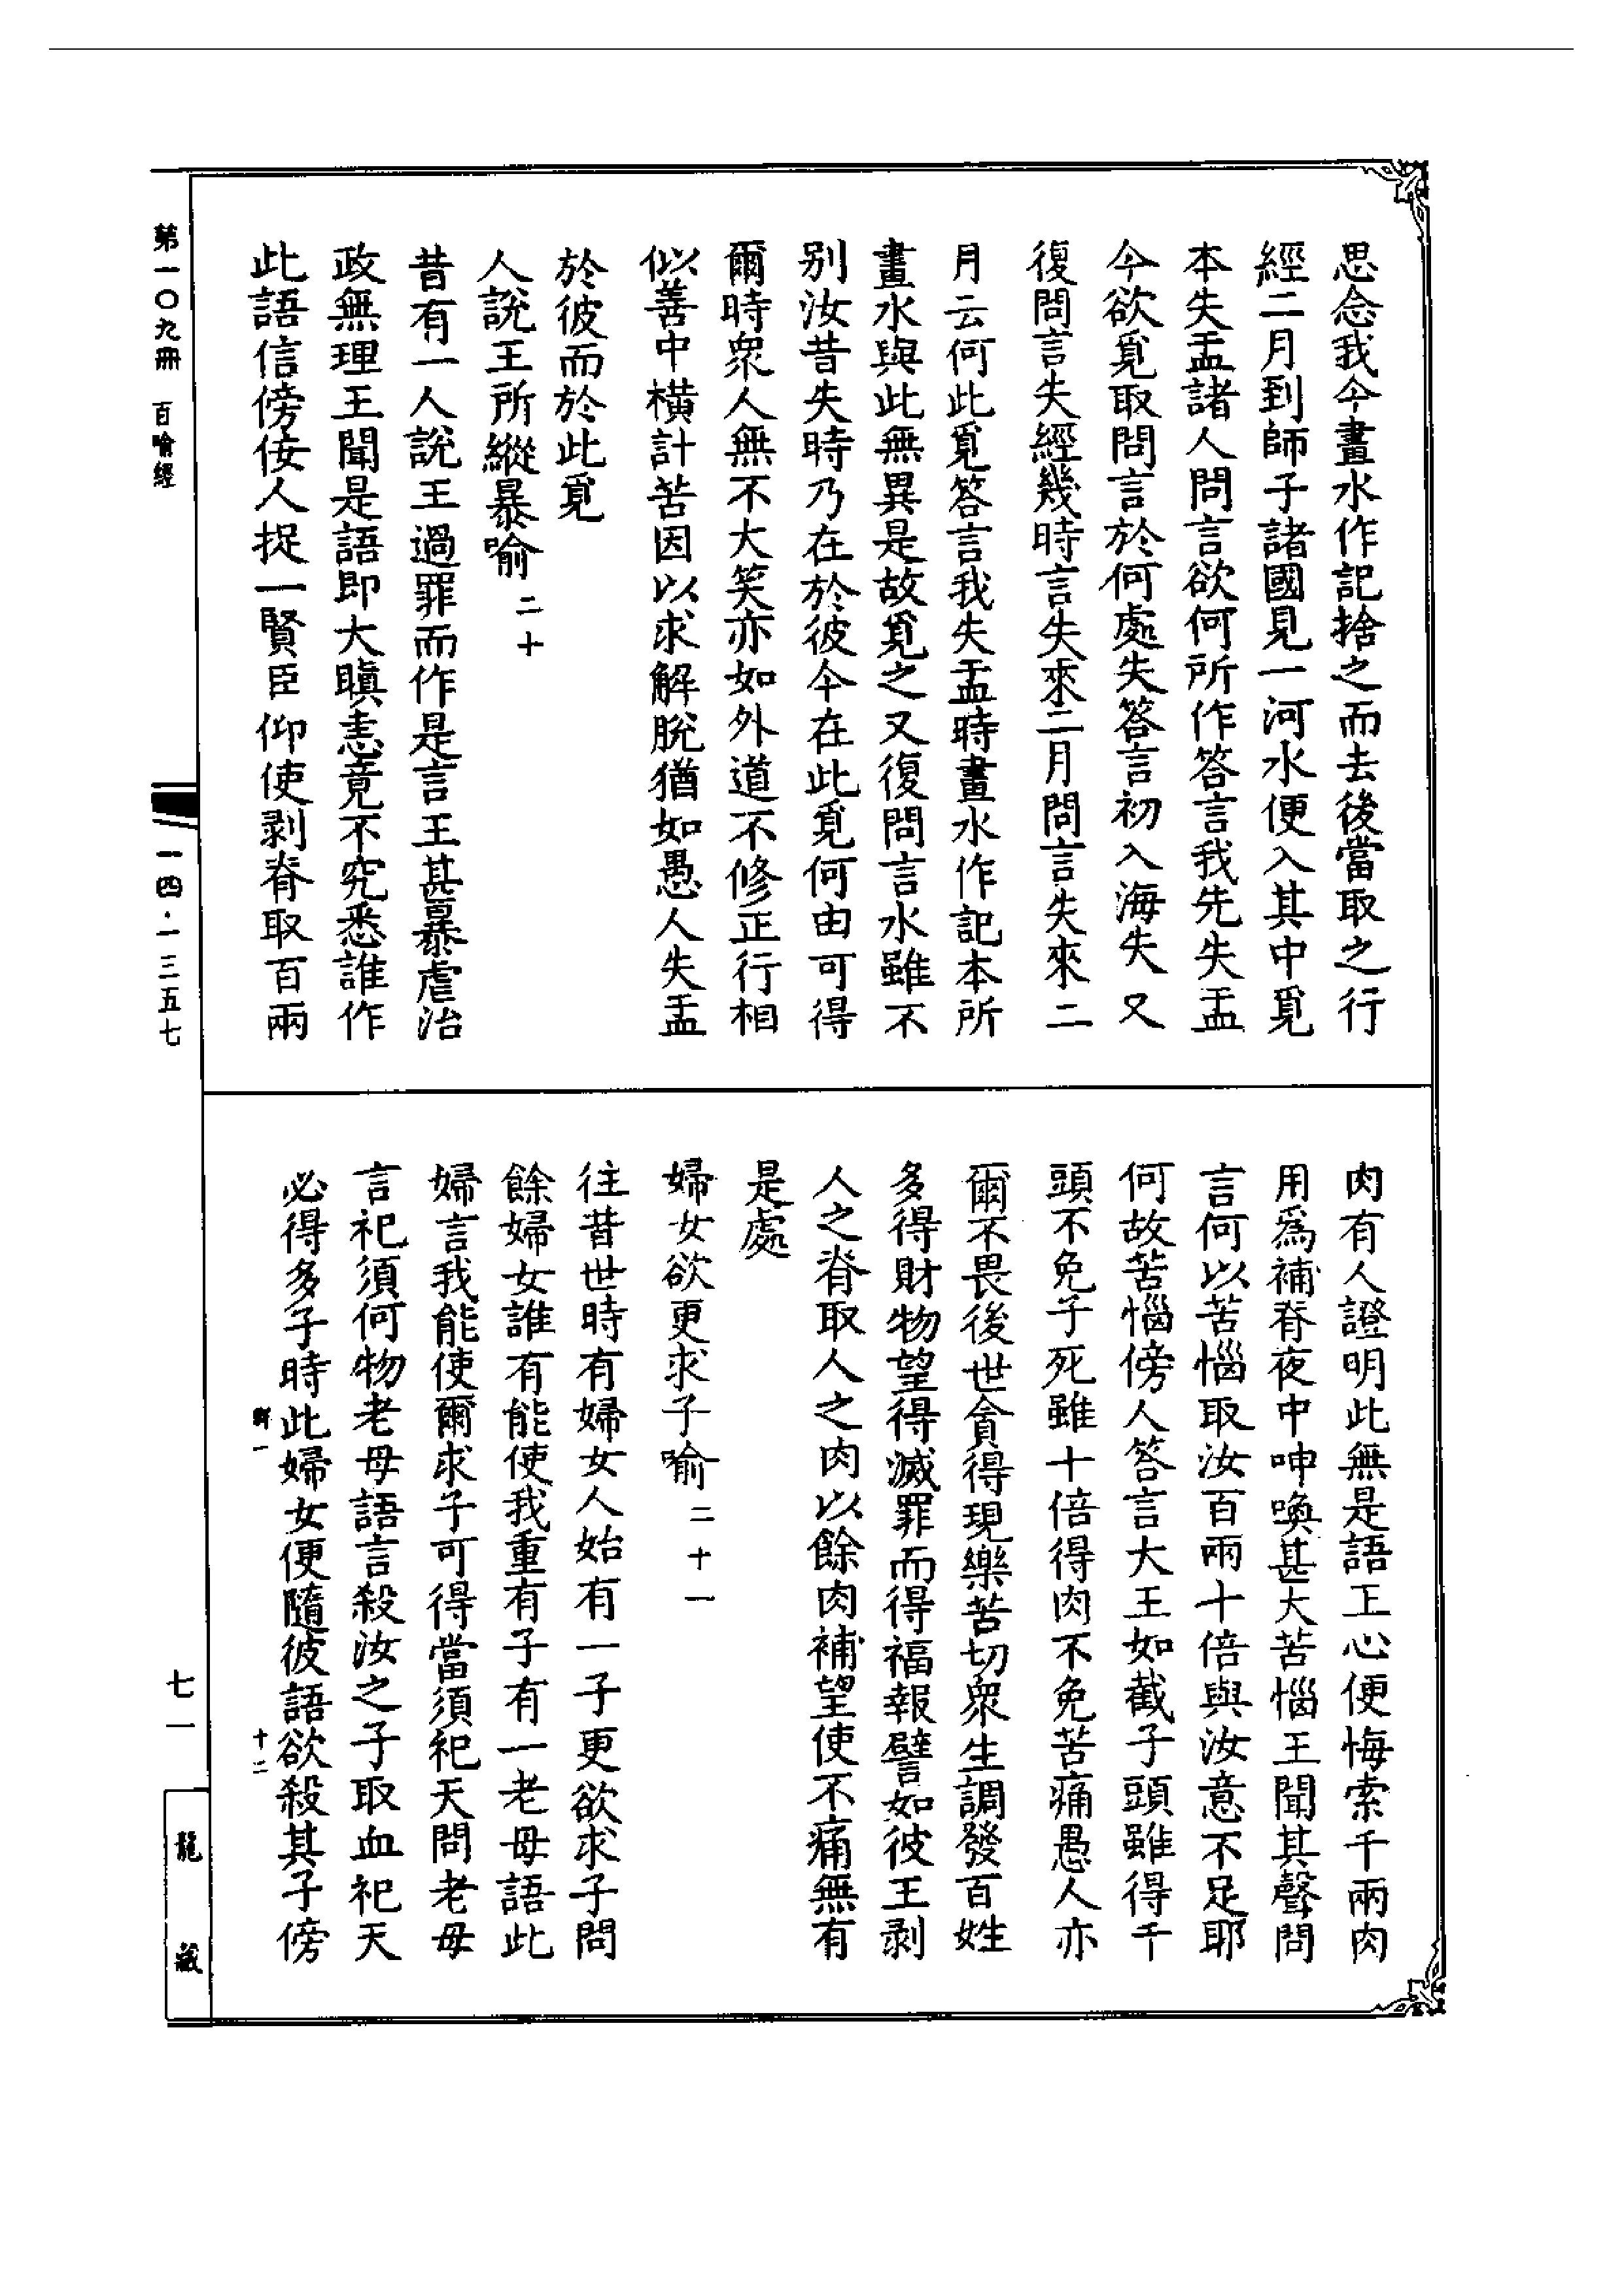 思念我今畫水作記捨之而去後當取之行
經二月到師子諸國見一河水便入其中覓
本失盂諸人問言欲何所作答言我先失盂
今欲覓取問言於何處失答言初入海失又
復問言失經幾時言失來二月問言失來二
月云何此覓答言我失盂時畫水作記本所
畫水與此無異是故覓之又復問言水雖不
別汝昔失時乃在於彼今在此覓何由可得
爾時衆人無不大笑亦如外道不修正行相
似善中橫計苦因以求解脫猶如愚人失盂
於彼而於此覓
人說王所縱暴喻二十
昔有一人說王過罪而作是言王甚暴虐治
政無理王聞是語即大瞋恚竟不究悉誰作
此語信傍佞人捉一賢臣仰使剥脊取百兩
肉有人證明此無是語王心便悔索千兩肉
用爲補脊夜中呻喚甚大苦惱王聞其聲問
言何以苦惱取汝百兩十倍與汝意不足耶
何故苦惱傍人答言大王如截子頭雖得千
頭不免子死雖十倍得肉不免苦痛愚人亦
爾不畏後世貪得現樂苦切衆生調發百姓
多得財物望得滅罪而得福報譬如彼王剥
人之脊取人之肉以餘肉補望使不痛無有
是處
婦女欲更求子喻二十一
往昔世時有婦女人始有一子更欲求子問
餘婦女誰有能使我重有子有一老母語此
婦言我能使爾求子可得當須祀天問老母
言祀須何物老母語言殺汝之子取血祀天
必得多子時此婦女便隨彼語欲殺其子傍
十二
第一〇九冊 百喻經
一四·一三五七
七一
龍藏